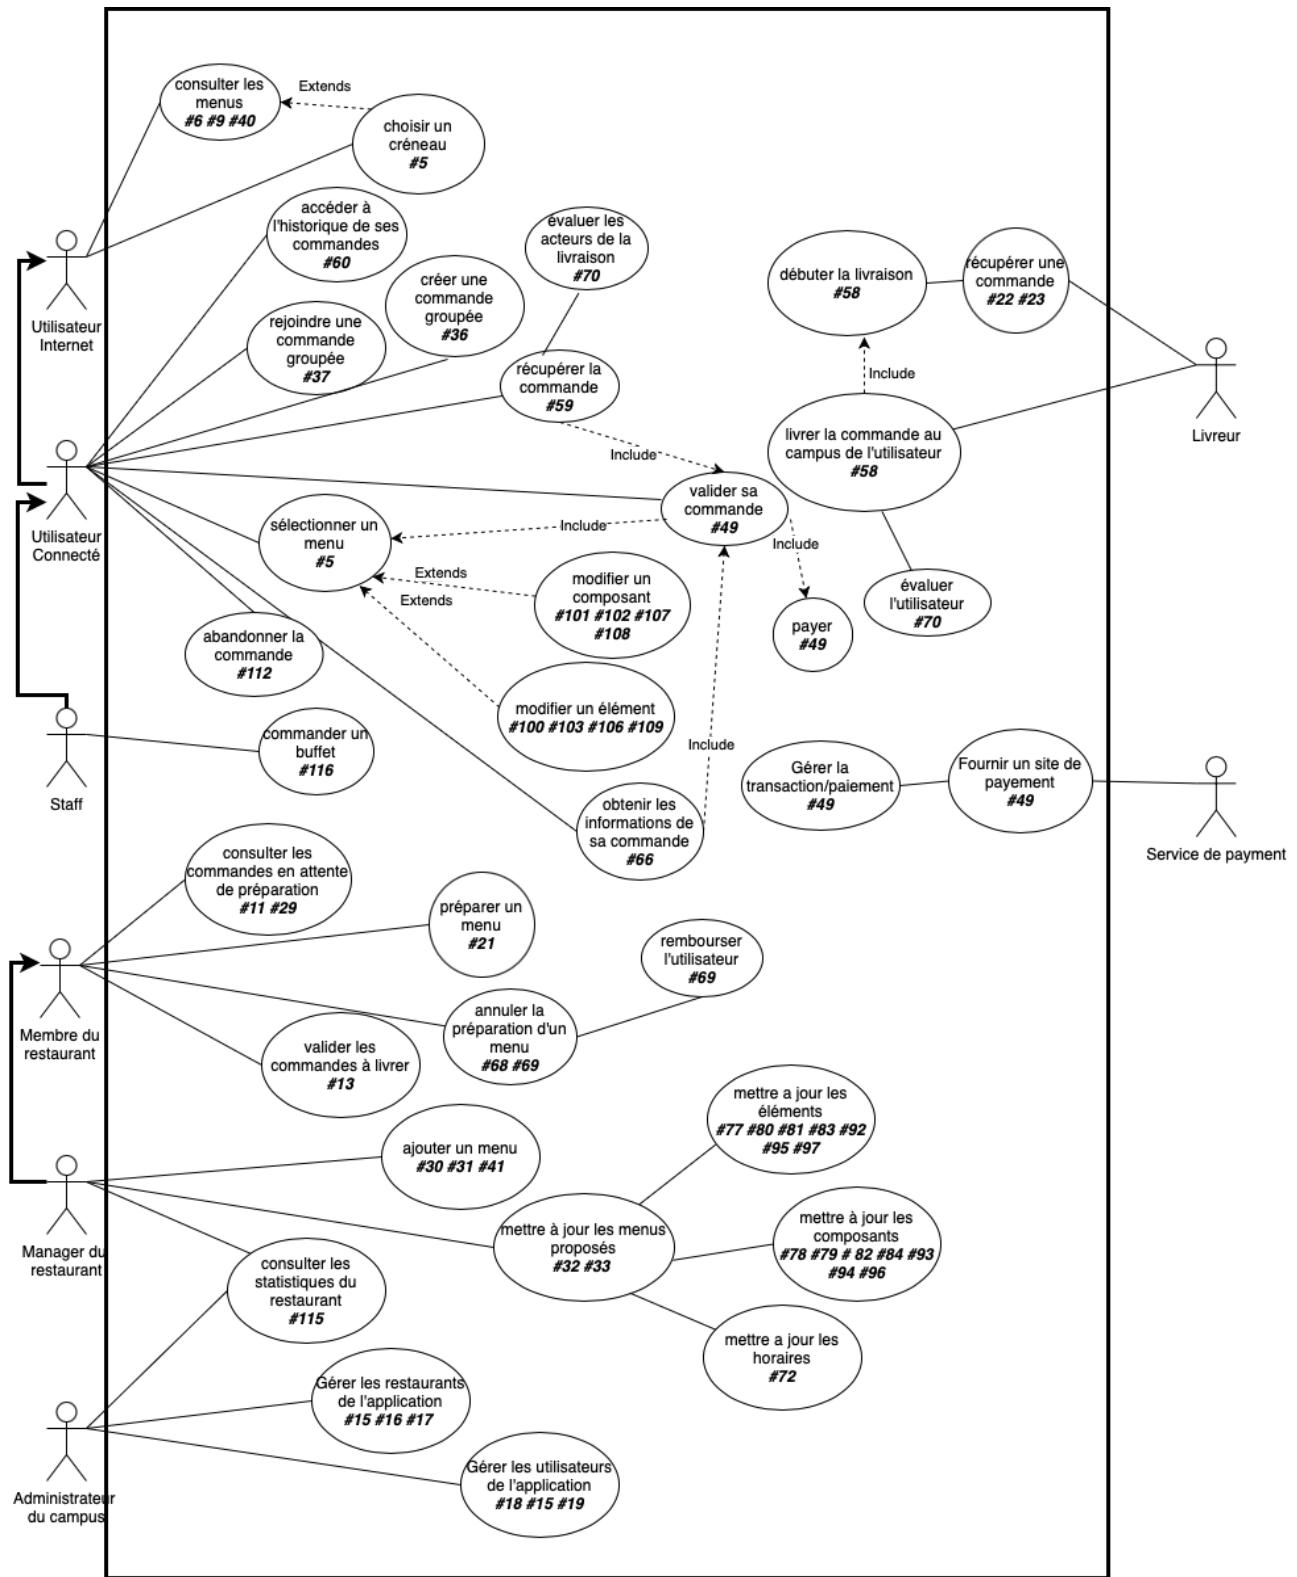 consulter les
menus
#6 #9 #40
Extends
choisir un
créneau
#5
accéder à
l'historique de ses
commandes
#60
évaluer les
acteurs de la
livraison
#70
débuter la livraison
#58
récupérer une
commande
#22 #23
créer une
commande
groupée
#36
Utilisateur
Internet
rejoindre une
commande
groupée
#37
récupérer la
commande
#59
Include
Livreur
Include
livrer la commande au
campus de l'utilisateur
#58
valider sa
commande
#49
Utilisateur
Connecté
sélectionner un
menu
#5
Include
Include
Extends
Extends
modifier un
composant
#101 #102 #107
#108
évaluer
l'utilisateur
#70
payer
#49
abandonner la
commande
#112
modifier un élément
#100 #103 #106 #109
Include
commander un
buffet
#116
Staff
Gérer la
transaction/paiement
#49
Fournir un site de
payement
#49
Service de payment
obtenir les
informations de
sa commande
#66
consulter les
commandes en attente
de préparation
#11 #29
préparer un
menu
#21
rembourser
l'utilisateur
#69
Membre du
restaurant
annuler la
préparation d'un
menu
#68 #69
valider les
commandes à livrer
#13
mettre a jour les
éléments
#77 #80 #81 #83 #92
#95 #97
ajouter un menu
#30 #31 #41
Manager du
restaurant
mettre à jour les menus
proposés
#32 #33
mettre à jour les
composants
#78 #79 # 82 #84 #93
#94 #96
consulter les
statistiques du
restaurant
#115
mettre a jour les
horaires
#72
Gérer les restaurants
de l'application
#15 #16 #17
Administrateur
du campus
Gérer les utilisateurs
de l'application
#18 #15 #19